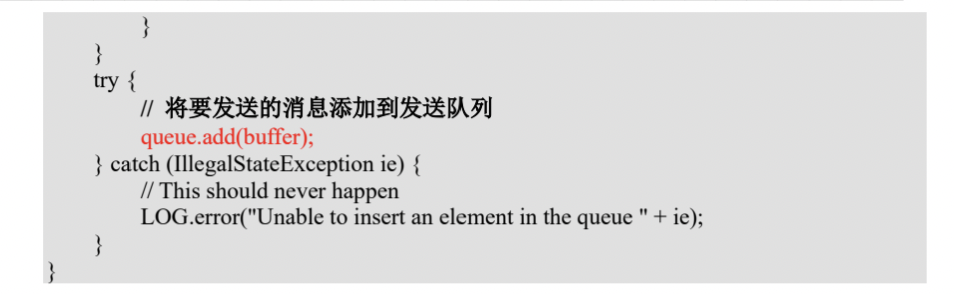 }
}
try {
// 将要发送的消息添加到发送队列
queue.add(buffer);
} catch (IllegalStateException ie) {
// This should never happen
LOG.error("Unable to insert an element in the queue " + ie);
}
}